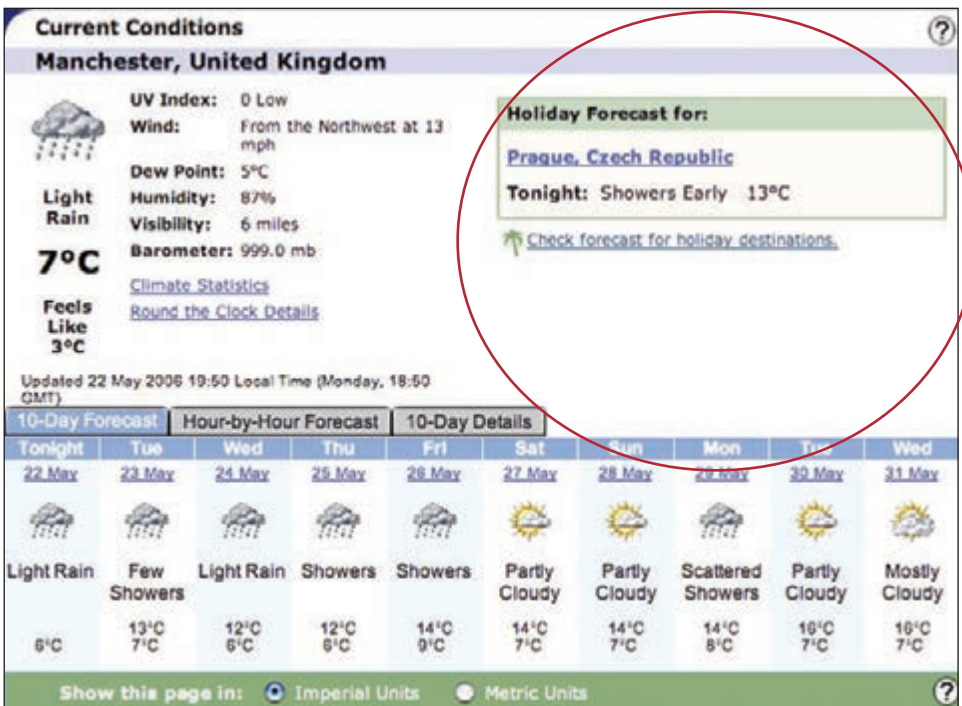 Current Conditions
?
Manchester, United Kingdom
UV Index: 0 Low
Wind: From the Northwest at 13
mph
Dew Point: 5°C
Humidity: 87%
Visibility: 6 miles
Barometer: 999.0 mb
Climate Statistics
Round the Clock Details
Light
Rain
7°C
Feels
Like
3°C
Holiday Forecast for:
Prague, Czech Republic
Tonight: Showers Early 13°C
Check forecast for holiday destinations.
Updated 22 May 2006 19:50 Local Time (Monday, 18:50
GMT)
10-Day Forecast Hour-by-Hour Forecast 10-Day Details
Tonight Tue Wed Thu Fri Sat Sun Mon Tue Wed
22 May 23 May 24 May 25 May 26 May 27 May 28 May 29 May 30 May 31 May
Light Rain Few Light Rain Showers Showers Partly Partly Scattered Partly Mostly
Showers Cloudy Cloudy Showers Cloudy Cloudy
13°C 12°C 12°C 14°C 14°C 14°C 14°C 16°C 16°C
6°C 7°C 6°C 6°C 9°C 7°C 7°C 8°C 7°C 7°C
Show this page in: Imperial Units Metric Units ?